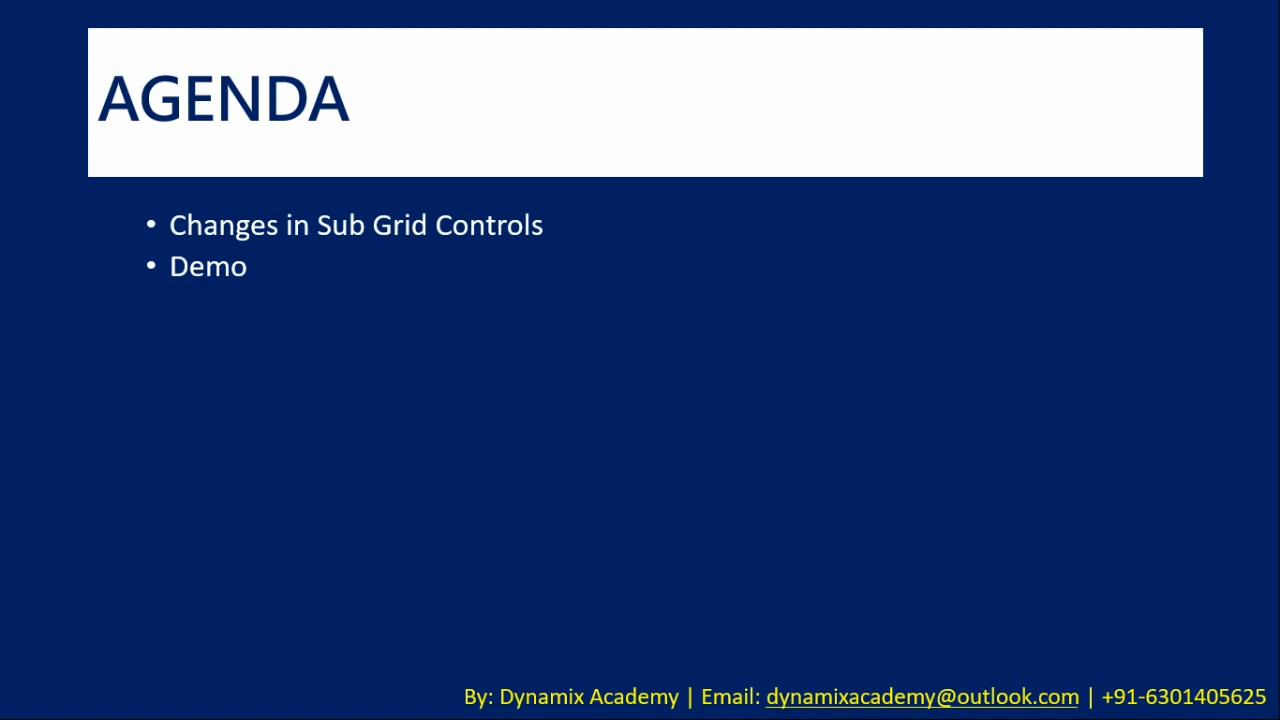 AGENDA
• Changes in Sub Grid Controls
• Demo
By: Dynamix Academy | Email: dynamixacademy@outlook.com | +91-6301405625